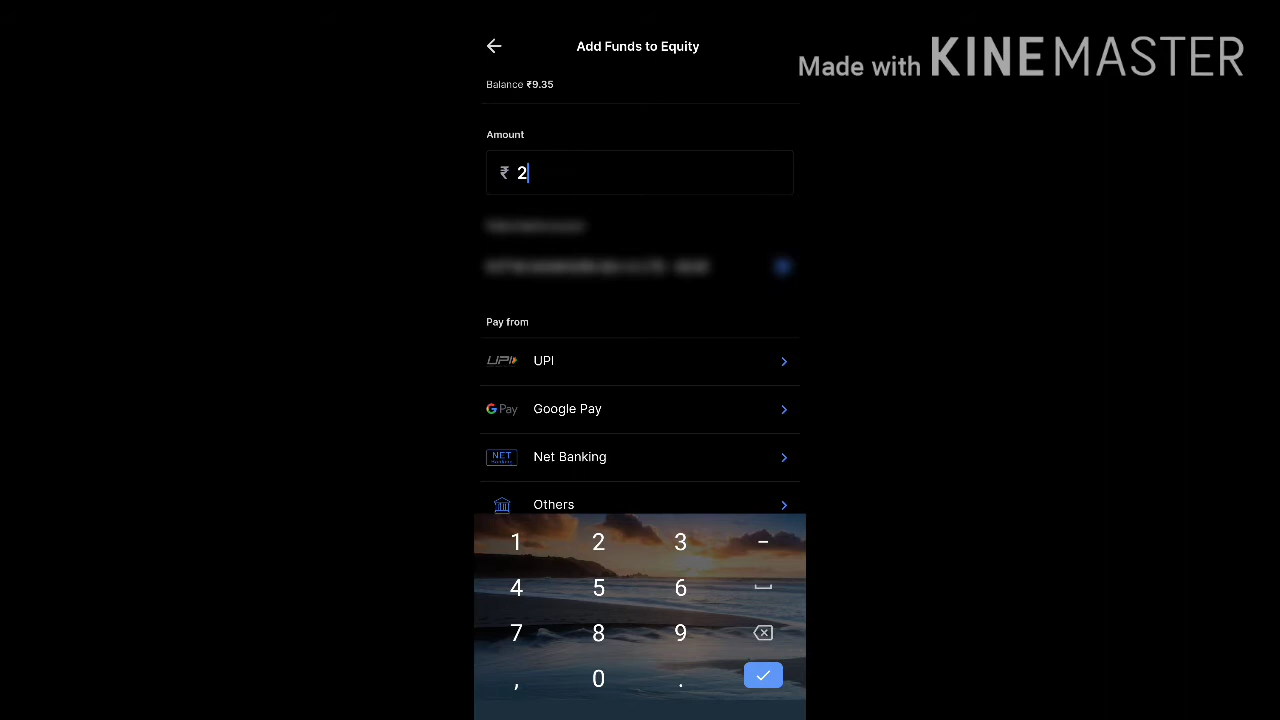 Add Funds to Equity
Made with KINEMASTER
Balance ₹9.35
Amount
₹ 2
Pay from
UPI UPI
G Pay Google Pay
NET Net Banking
Others
1 2 3 -
4 5 6
7 8 9
, 0 .